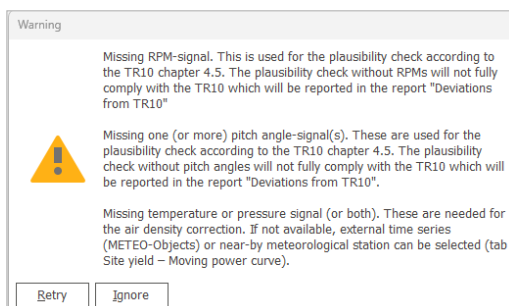 Warning
Missing RPM-signal. This is used for the plausibility check according to
the TR10 chapter 4.5. The plausibility check without RPMs will not fully
comply with the TR10 which will be reported in the report "Deviations
from TR10"
Missing one (or more) pitch angle-signal(s). These are used for the
plausibility check according to the TR10 chapter 4.5. The plausibility
check without pitch angles will not fully comply with the TR10 which will
be reported in the report "Deviations from TR10".
Missing temperature or pressure signal (or both). These are needed for
the air density correction. If not available, external time series
(METEO-Objects) or near-by meteorological station can be selected (tab
Site yield – Moving power curve).
Retry
Ignore